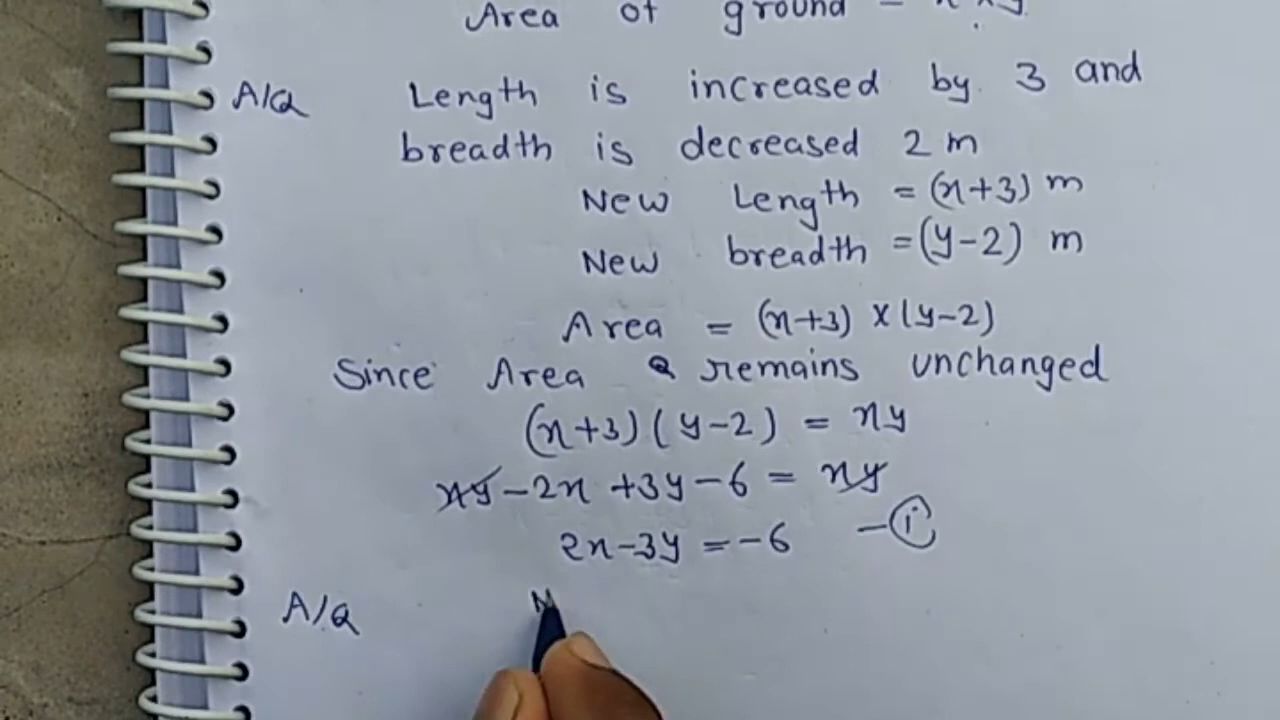 Area of ground =
A/Q Length is increased by 3 and
breadth is decreased 2 m
New Length = (x+3) m
New breadth = (y-2) m
Area = (x+3) x (y-2)
Since Area remains unchanged
(x+3) (y-2) = xy
xy - 2x + 3y - 6 = xy
2x - 3y = -6 - (i)
A/Q N